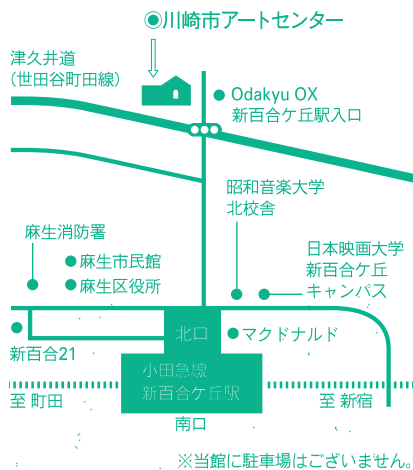 ◎川崎市アートセンター
津久井道
(世田谷町田線)
Odakyu OX
新百合ケ丘駅入口
昭和音楽大学
北校舎
麻生消防署
麻生市民館
麻生区役所
日本映画大学
新百合ケ丘
キャンパス
北口
マクドナルド
新百合21
小田急線
新百合ケ丘駅
至 町田
至 新宿
南口
※当館に駐車場はございません。